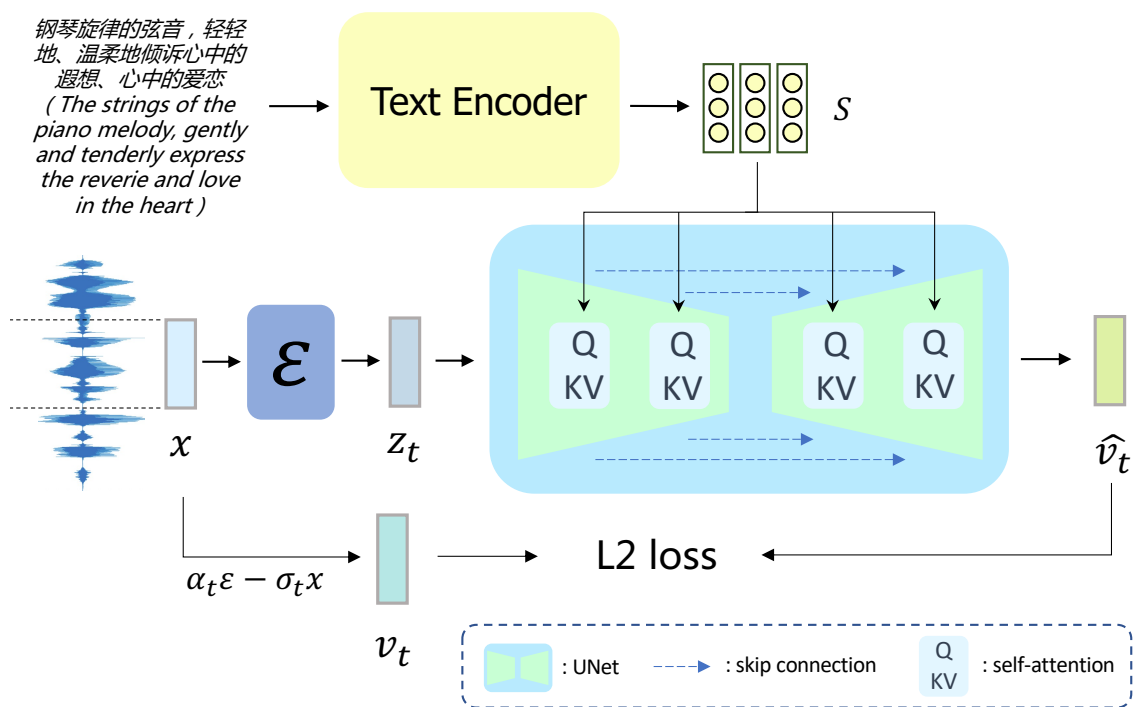 钢琴旋律的弦音，轻轻
地、温柔地倾诉心中的
遐想、心中的爱恋
( The strings of the
piano melody, gently
and tenderly express
the reverie and love
in the heart )
Text Encoder
S
Q
KV
Q
KV
Q
KV
Q
KV
ε
x
z_t
v̂_t
α_tε − σ_tx
v_t
L2 loss
: UNet
: skip connection
Q
KV
: self-attention